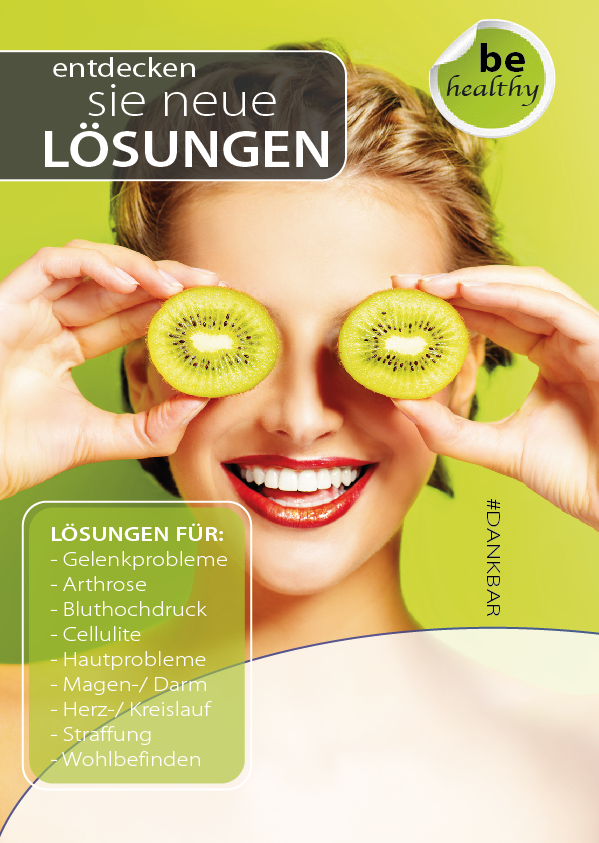 entdecken
sie neue
LÖSUNGEN
be
healthy
#DANKBAR
LÖSUNGEN FÜR:
- Gelenkprobleme
- Arthrose
- Bluthochdruck
- Cellulite
- Hautprobleme
- Magen-/ Darm
- Herz-/ Kreislauf
- Straffung
- Wohlbefinden